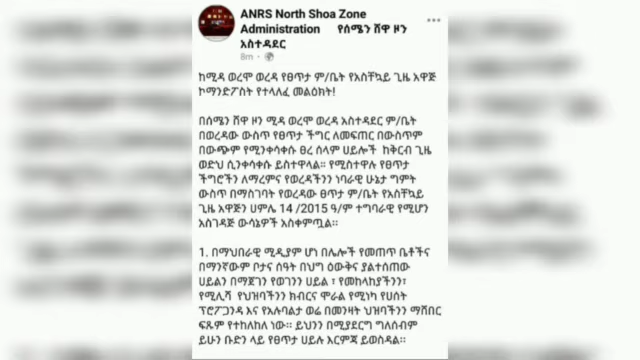 ANRS North Shoa Zone
Administration የሰሜን ሸዋ ዞን
አስተዳደር
8m
ከሚዳ ወረሞ ወረዳ የፀጥታ ም/ቤት የአስቸኳይ ጊዜ አዋጅ
ኮማንድፖስት የተላለፈ መልዕክት!
በሰሜን ሸዋ ዞን ሚዳ ወረሞ ወረዳ አስተዳደር ም/ቤት
በወረዳው ውስጥ የፀጥታ ችግር ለመፍጠር በውስጥም
በውጭም የሚንቀሳቀሱ ፀረ ሰላም ሀይሎች ከቅርብ ጊዜ
ወድህ ሲንቀሳቀሱ ይስተዋላል። የሚስተዋሉ የፀጥታ
ችግሮችን ለማረምና የወረዳችንን ነባራዊ ሁኔታ ግምት
ውስጥ በማስገባት የወረዳው ፀጥታ ም/ቤት የአስቸኳይ
ጊዜ አዋጅን ሀምሌ 14 /2015 ዓ/ም ተግባራዊ የሚሆን
አስገዳጅ ውሳኔዎች አስቀምጧል።
1. በማህበራዊ ሚዲያም ሆነ በሌሎች የመጠጥ ቤቶችና
በማንኛውም ቦታና ሰዓት በህግ ዕውቅና ያልተሰጠው
ሀይልን በማጀገን የወገንን ሀይል ፣ የመከላከያችንን፣
የሚሊሻ የህዝባችንን ክብርና ሞራል የሚነካ የሀሰት
ፕሮፖጋንዳ እና የአሉባልታ ወሬ በመንዛት ህዝባችንን ማሸበር
ፍጹም የተከለከለ ነው። ይህንን በሚያደርግ ግለሰብም
ይሁን ቡድን ላይ የፀጥታ ሀይሉ እርምጃ ይወስዳል።